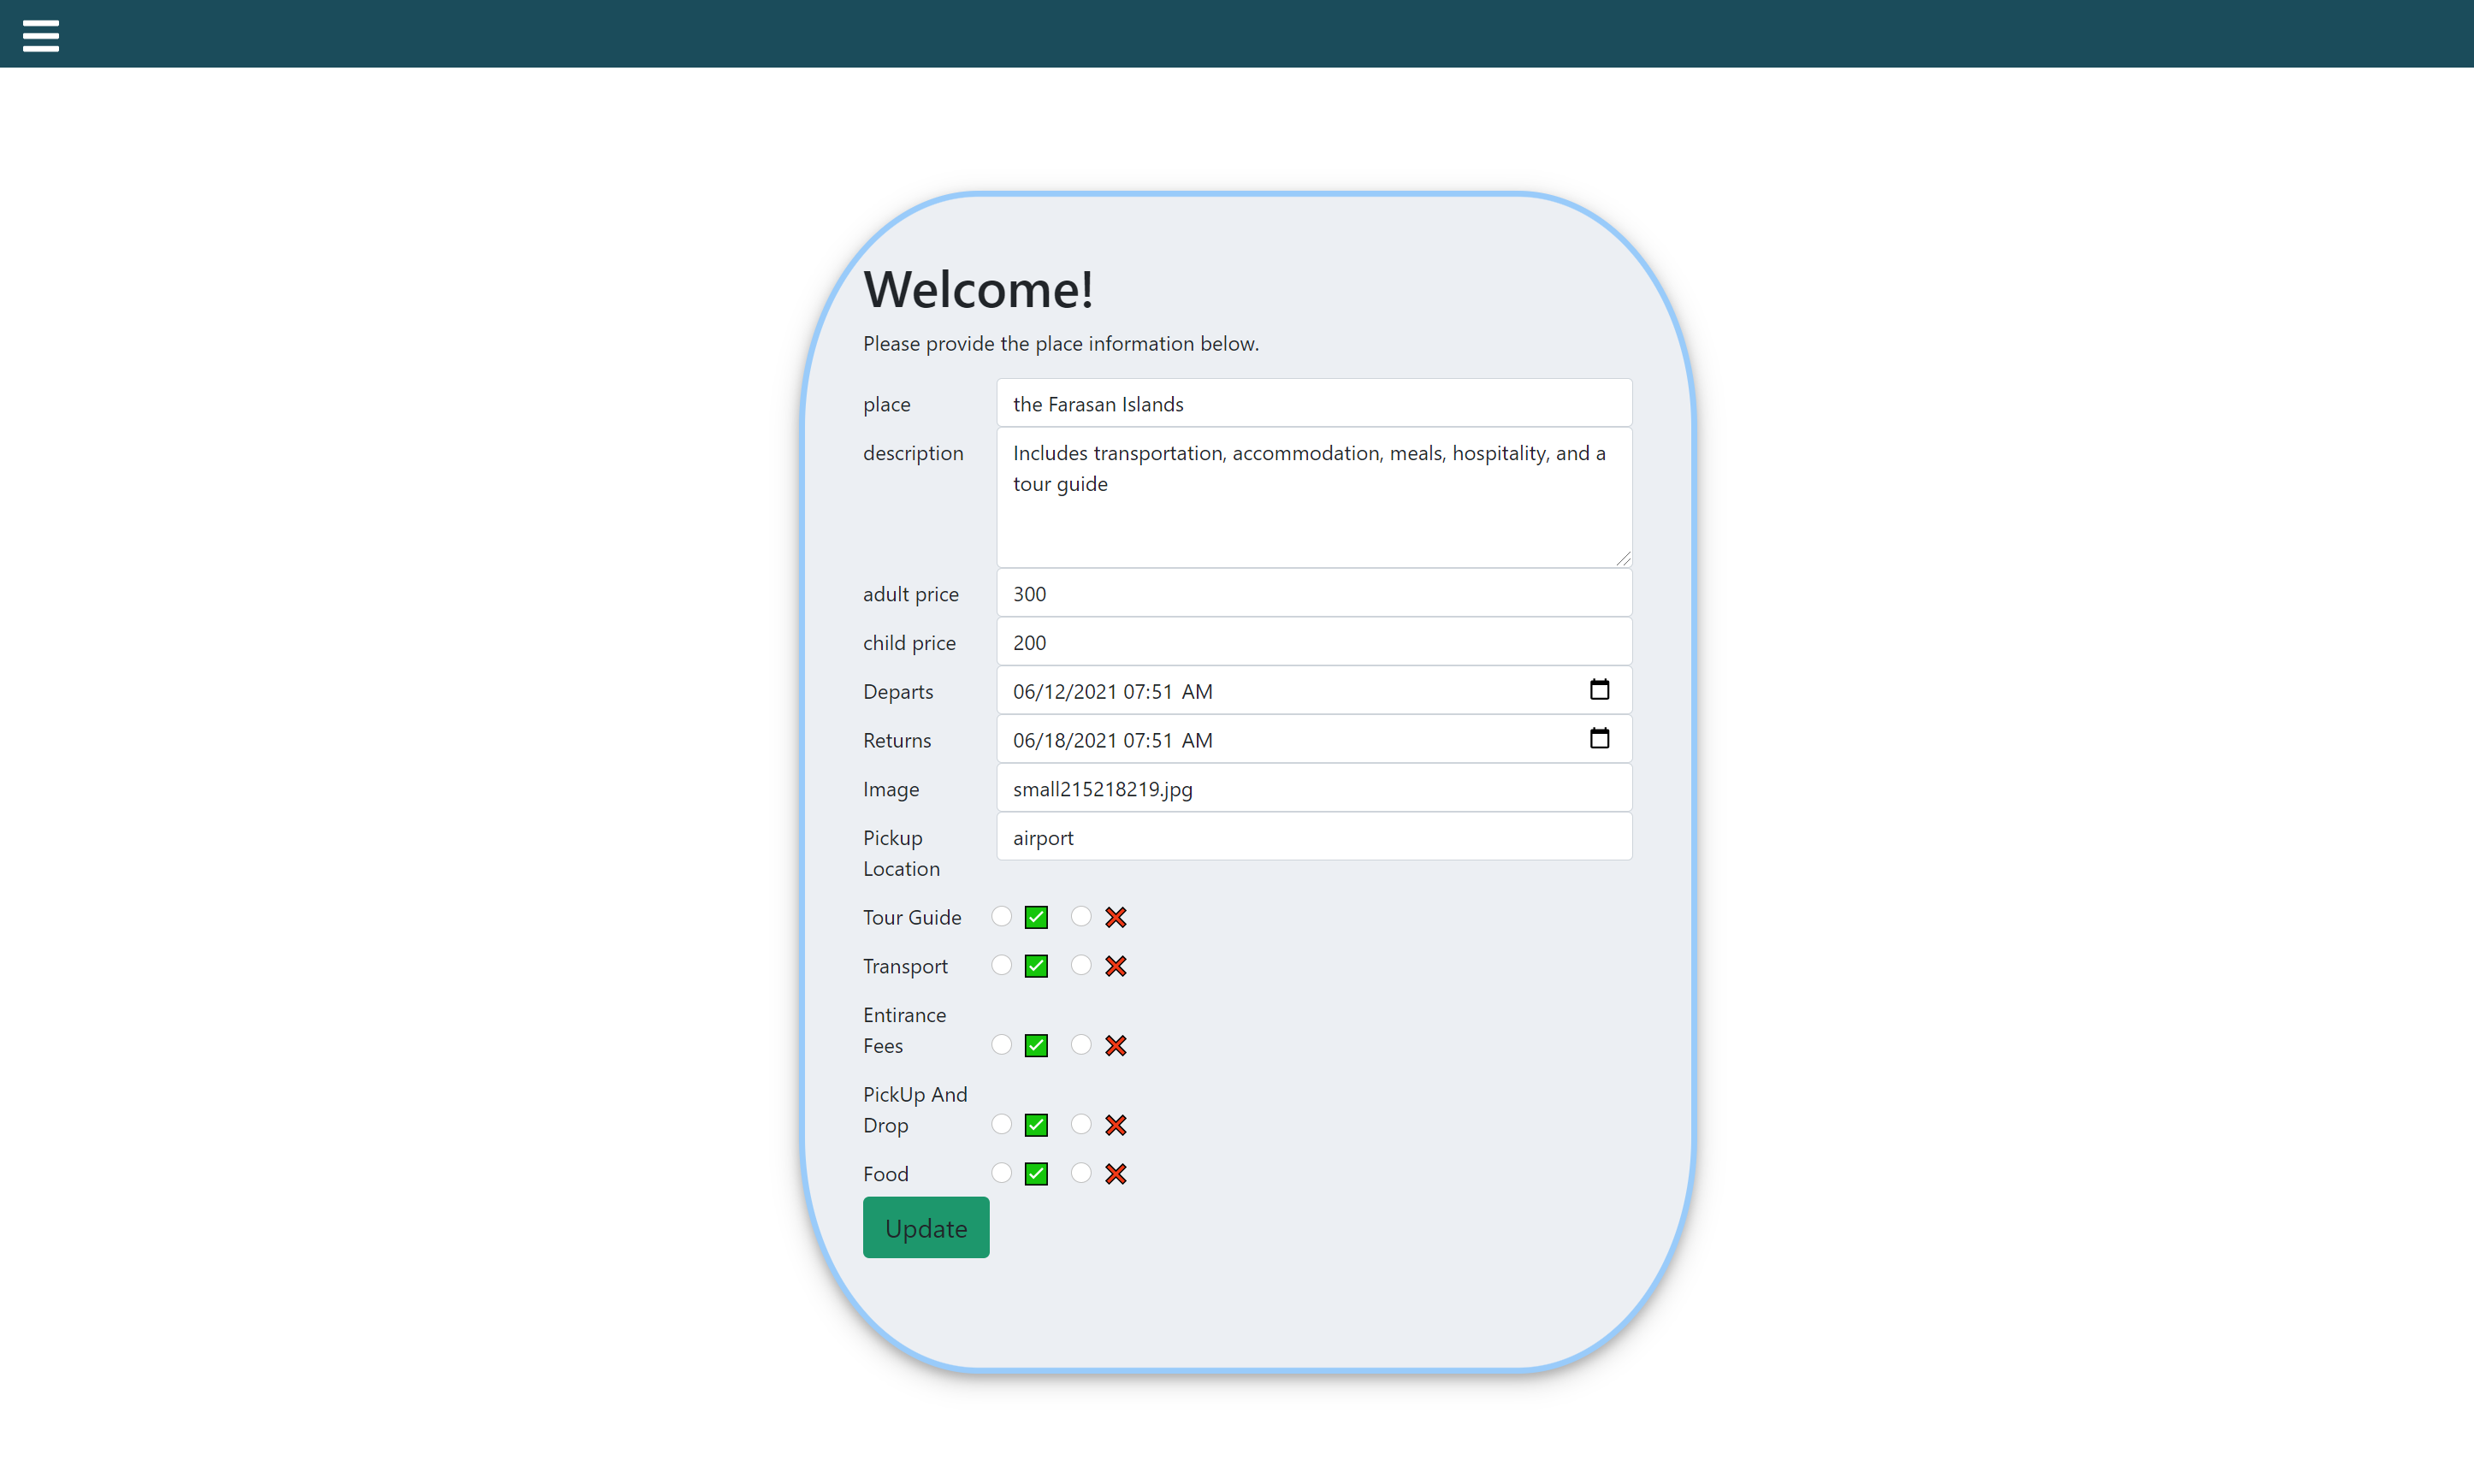 Welcome!
Please provide the place information below.
place the Farasan Islands
description Includes transportation, accommodation, meals, hospitality, and a
tour guide
adult price 300
child price 200
Departs 06/12/2021 07:51 AM
Returns 06/18/2021 07:51 AM
Image small215218219.jpg
Pickup airport
Location
Tour Guide
Transport
Entirance
Fees
PickUp And
Drop
Food
Update